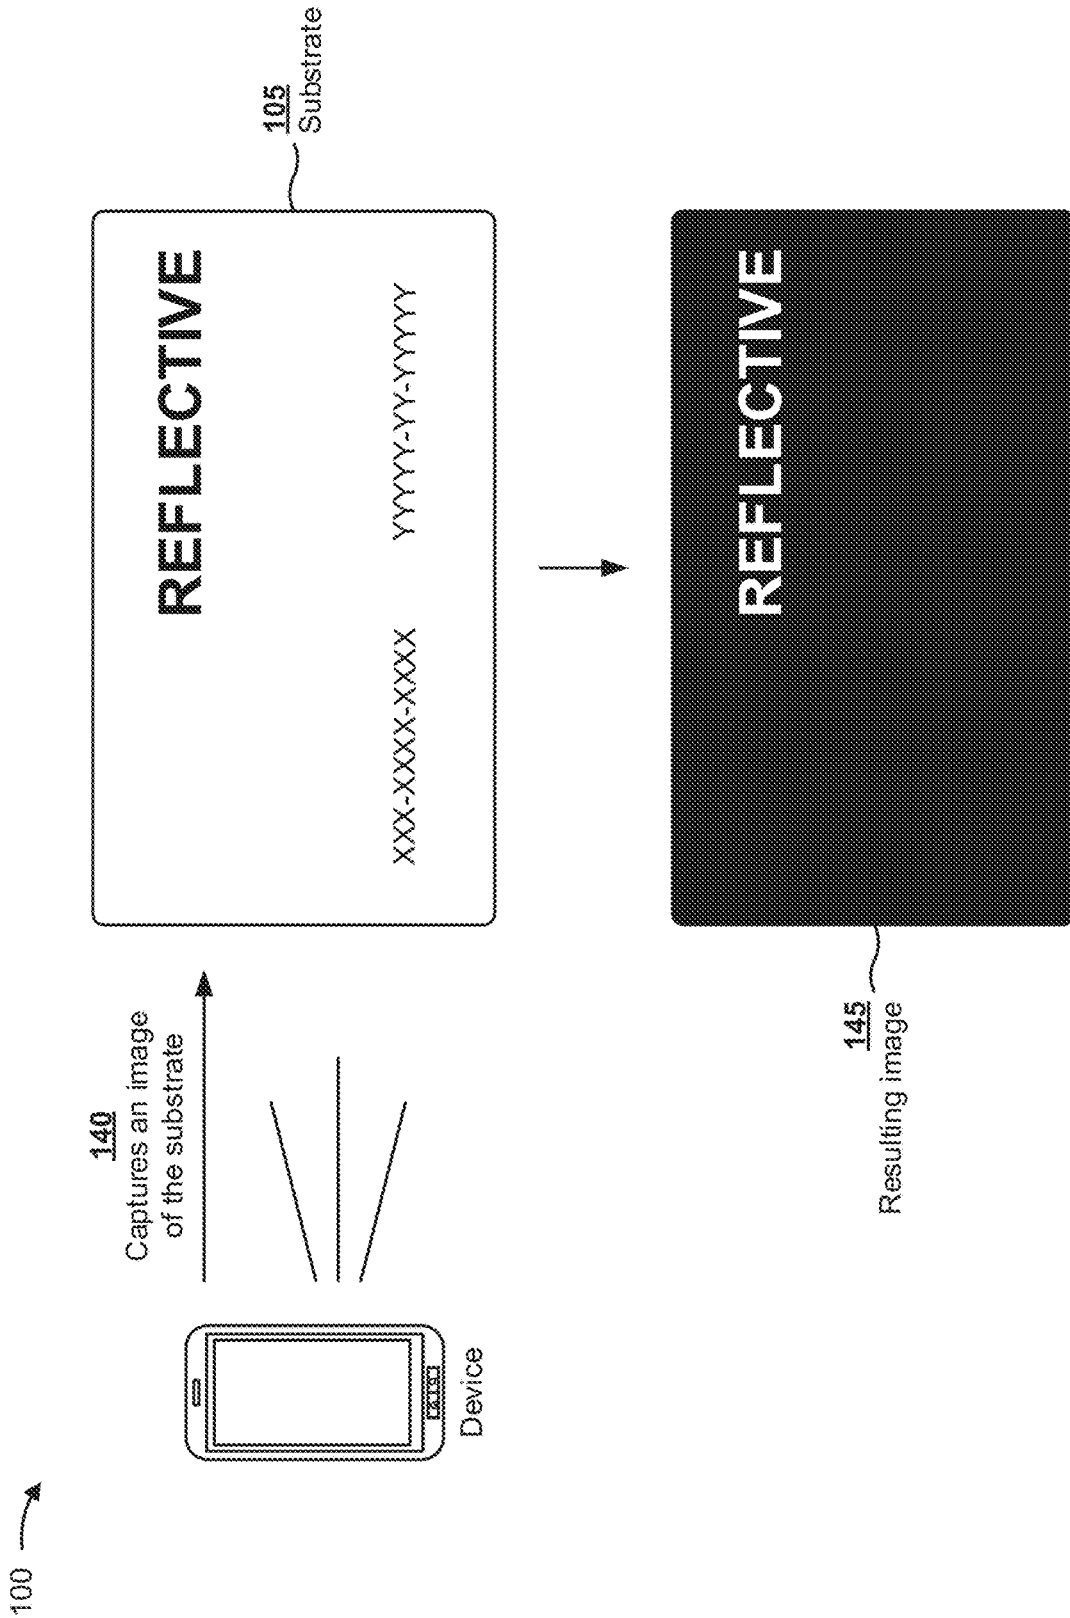 100
140
Captures an image
of the substrate
Device
105
Substrate
REFLECTIVE
XXX-XXXX-XXXX YYYYY-YY-YYYYY
145
Resulting image
REFLECTIVE